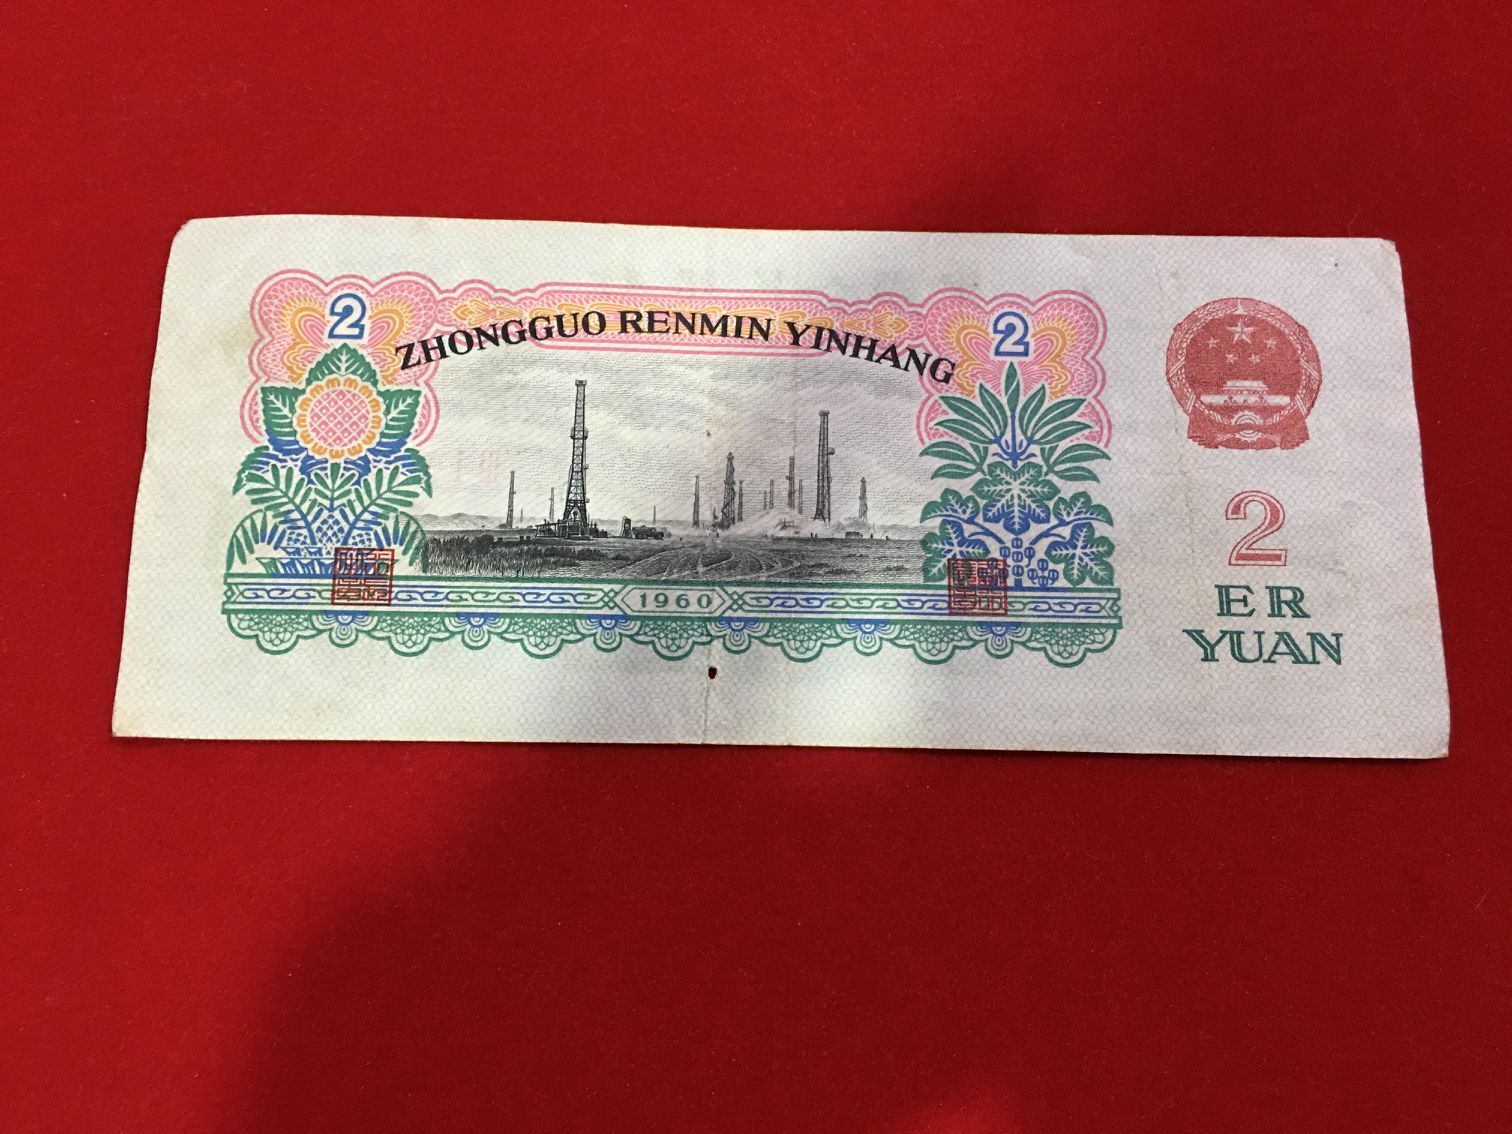 2
2
ZHONGGUO RENMIN YINHANG
1960
2
ER
YUAN